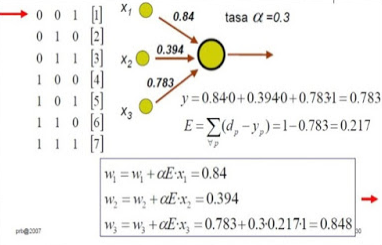 0 0 1 [1]
0 1 0 [2]
0 1 1 [3]
1 0 0 [4]
1 0 1 [5]
1 1 0 [6]
1 1 1 [7]
x₁
0.84
tasa α =0.3
x₂
0.394
0.783
x₃
y = 0.84·0 + 0.394·0 + 0.783·1 = 0.783
E = ∑(dₚ − yₚ) = 1 − 0.783 = 0.217
∀p
w₁ = w₁ + αE·x₁ = 0.84
w₂ = w₂ + αE·x₂ = 0.394
w₃ = w₃ + αE·x₃ = 0.783 + 0.3·0.217·1 = 0.848
prb@2007